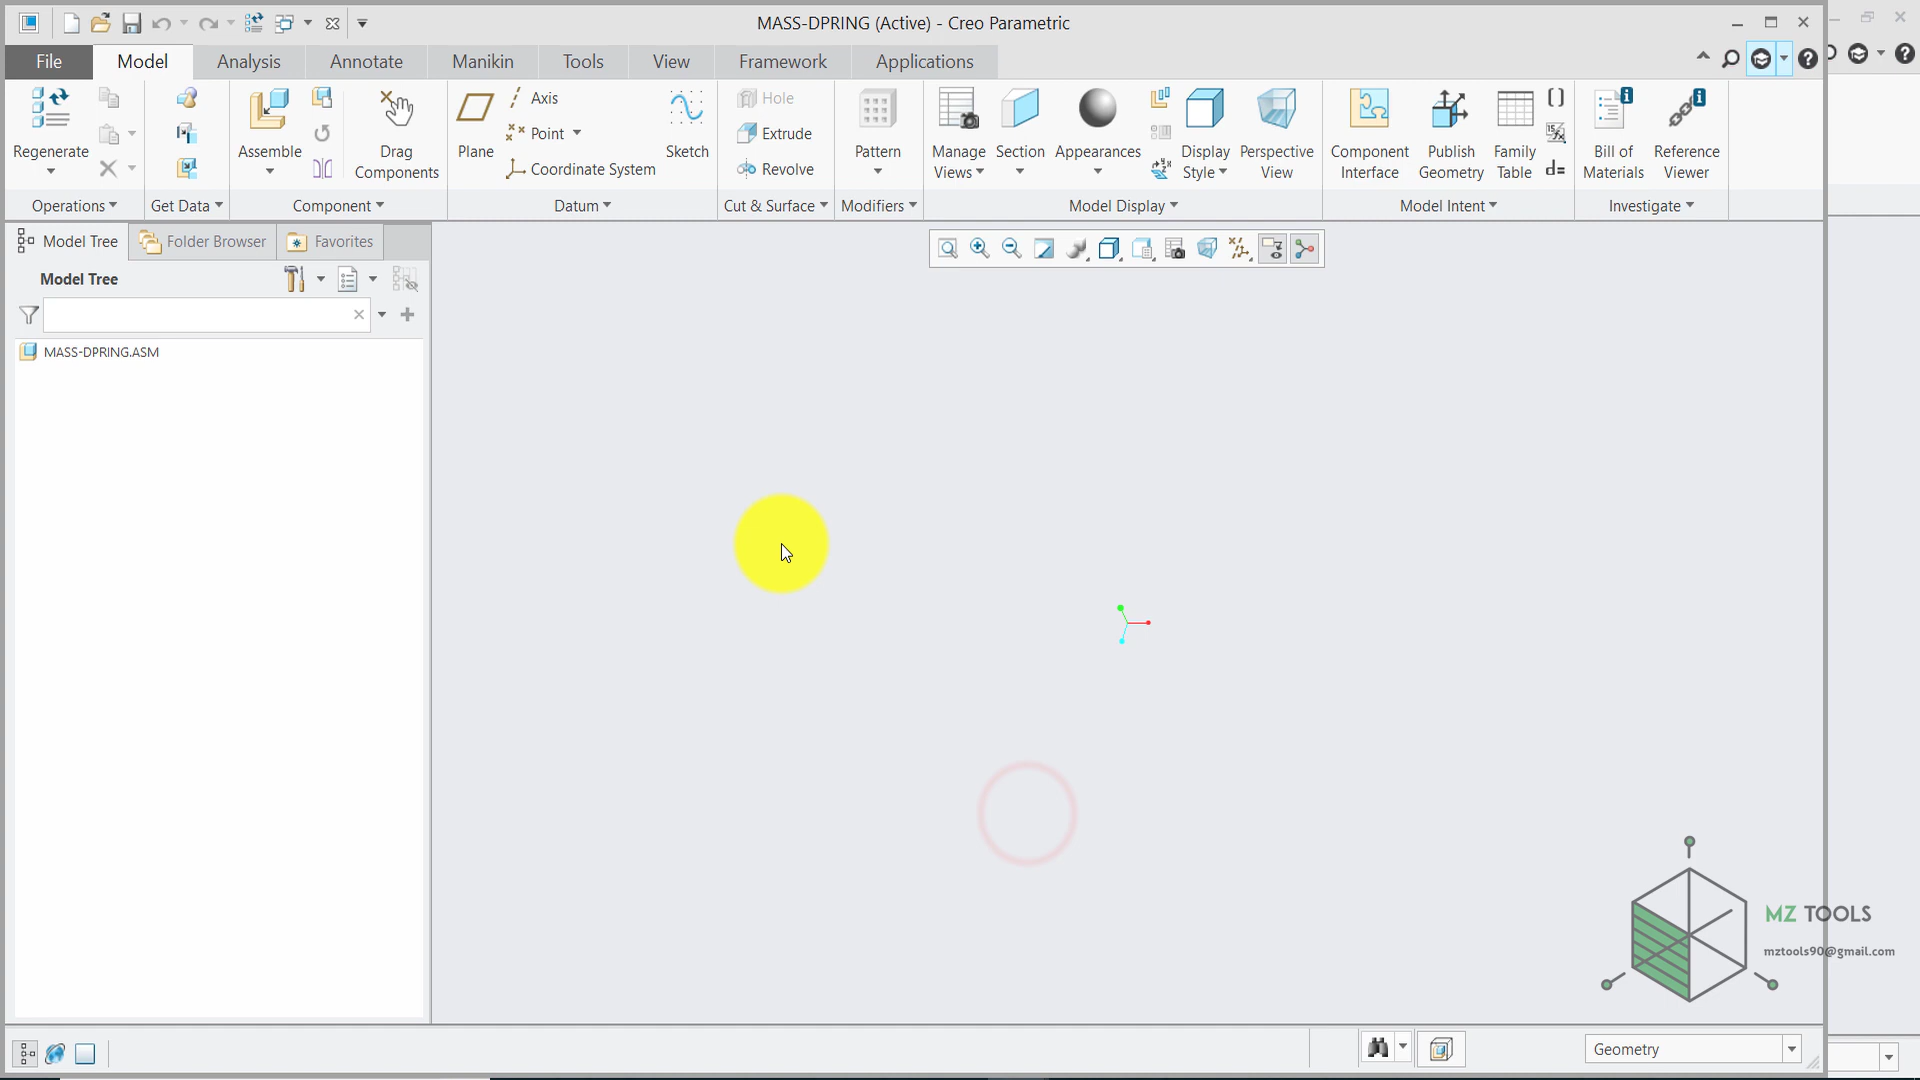 MASS-DPRING (Active) - Creo Parametric
File
Model
Analysis
Annotate
Manikin
Tools
View
Framework
Applications
Regenerate
Assemble
Drag
Components
Plane
Axis
Point
Coordinate System
Sketch
Hole
Extrude
Revolve
Pattern
Manage
Views
Section
Appearances
Display
Style
Perspective
View
Component
Interface
Publish
Geometry
Family
Table
d=
Bill of
Materials
Reference
Viewer
Operations
Get Data
Component
Datum
Cut & Surface
Modifiers
Model Display
Model Intent
Investigate
Model Tree
Folder Browser
Favorites
Model Tree
MASS-DPRING.ASM
MZ TOOLS
mztools90@gmail.com
Geometry